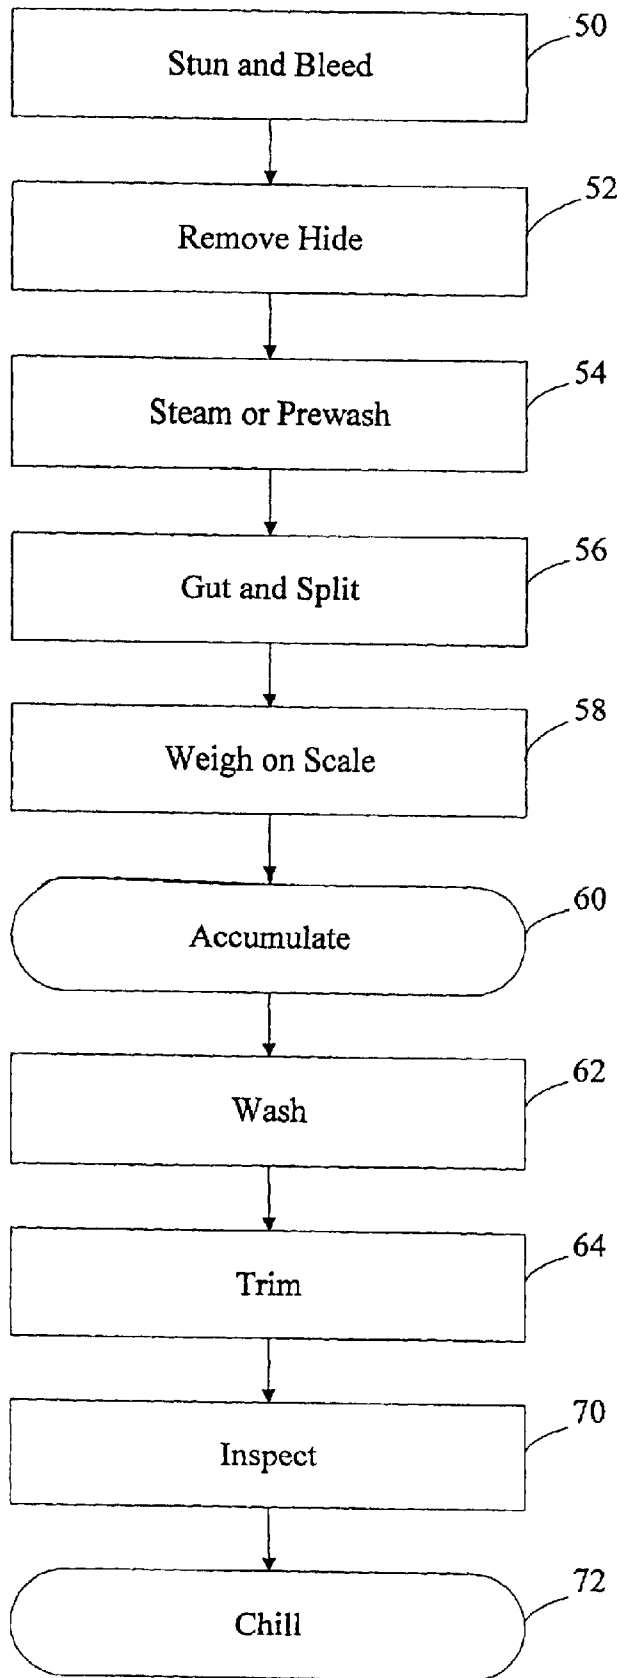 50
Stun and Bleed
52
Remove Hide
54
Steam or Prewash
56
Gut and Split
58
Weigh on Scale
60
Accumulate
62
Wash
64
Trim
70
Inspect
72
Chill